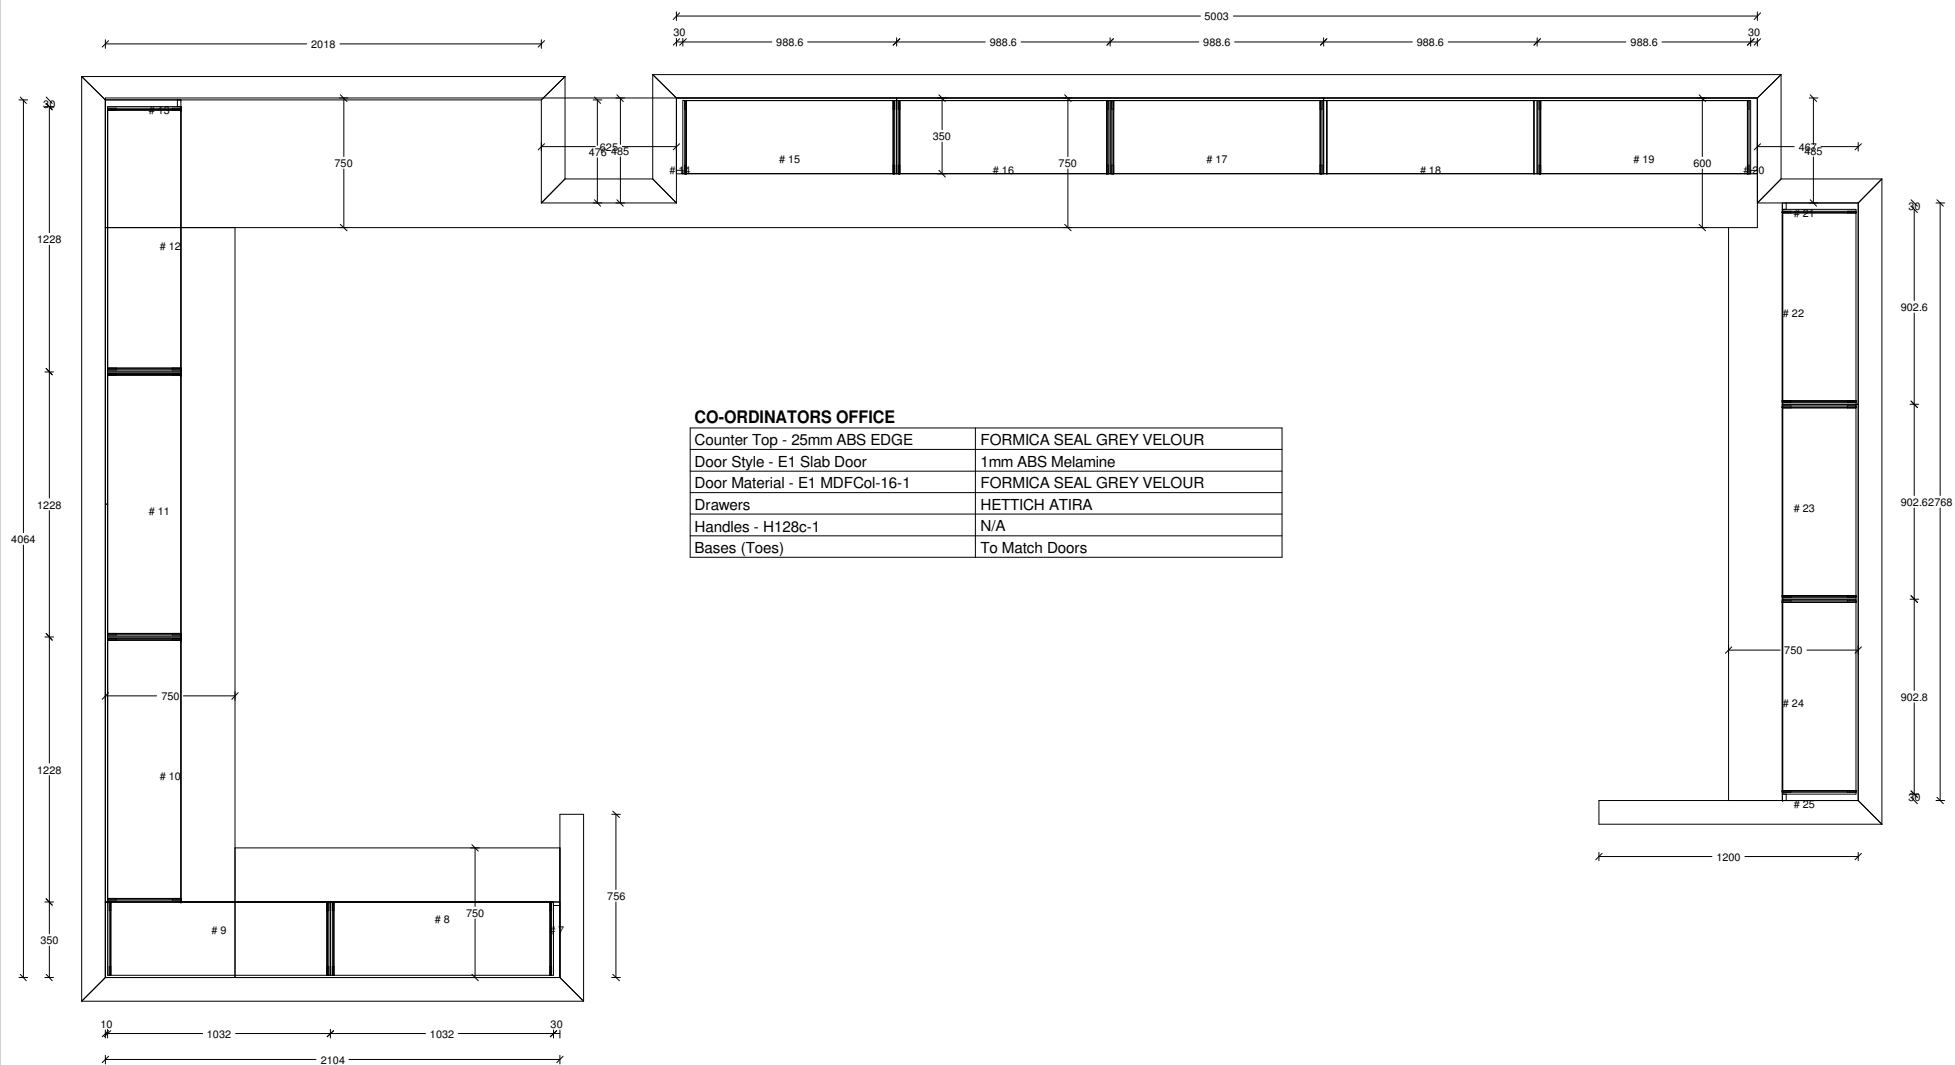 5003
30 988.6 988.6 988.6 988.6 988.6 30
2018
30
# 13
476 625 485
750
350
750
600
467
485
# 14 # 15 # 16 # 17 # 18 # 19 # 20
30
# 21
1228
# 12
# 22
902.6
CO-ORDINATORS OFFICE
Counter Top - 25mm ABS EDGE FORMICA SEAL GREY VELOUR
Door Style - E1 Slab Door 1mm ABS Melamine
Door Material - E1 MDFCol-16-1 FORMICA SEAL GREY VELOUR
Drawers HETTICH ATIRA
Handles - H128c-1 N/A
Bases (Toes) To Match Doors
1228
# 11
# 23
902.6 2768
4064
750
750
# 24
902.8
1228
# 10
30
# 25
1200
756
350
# 9 # 8 750 # 7
10 1032 1032 30
2104